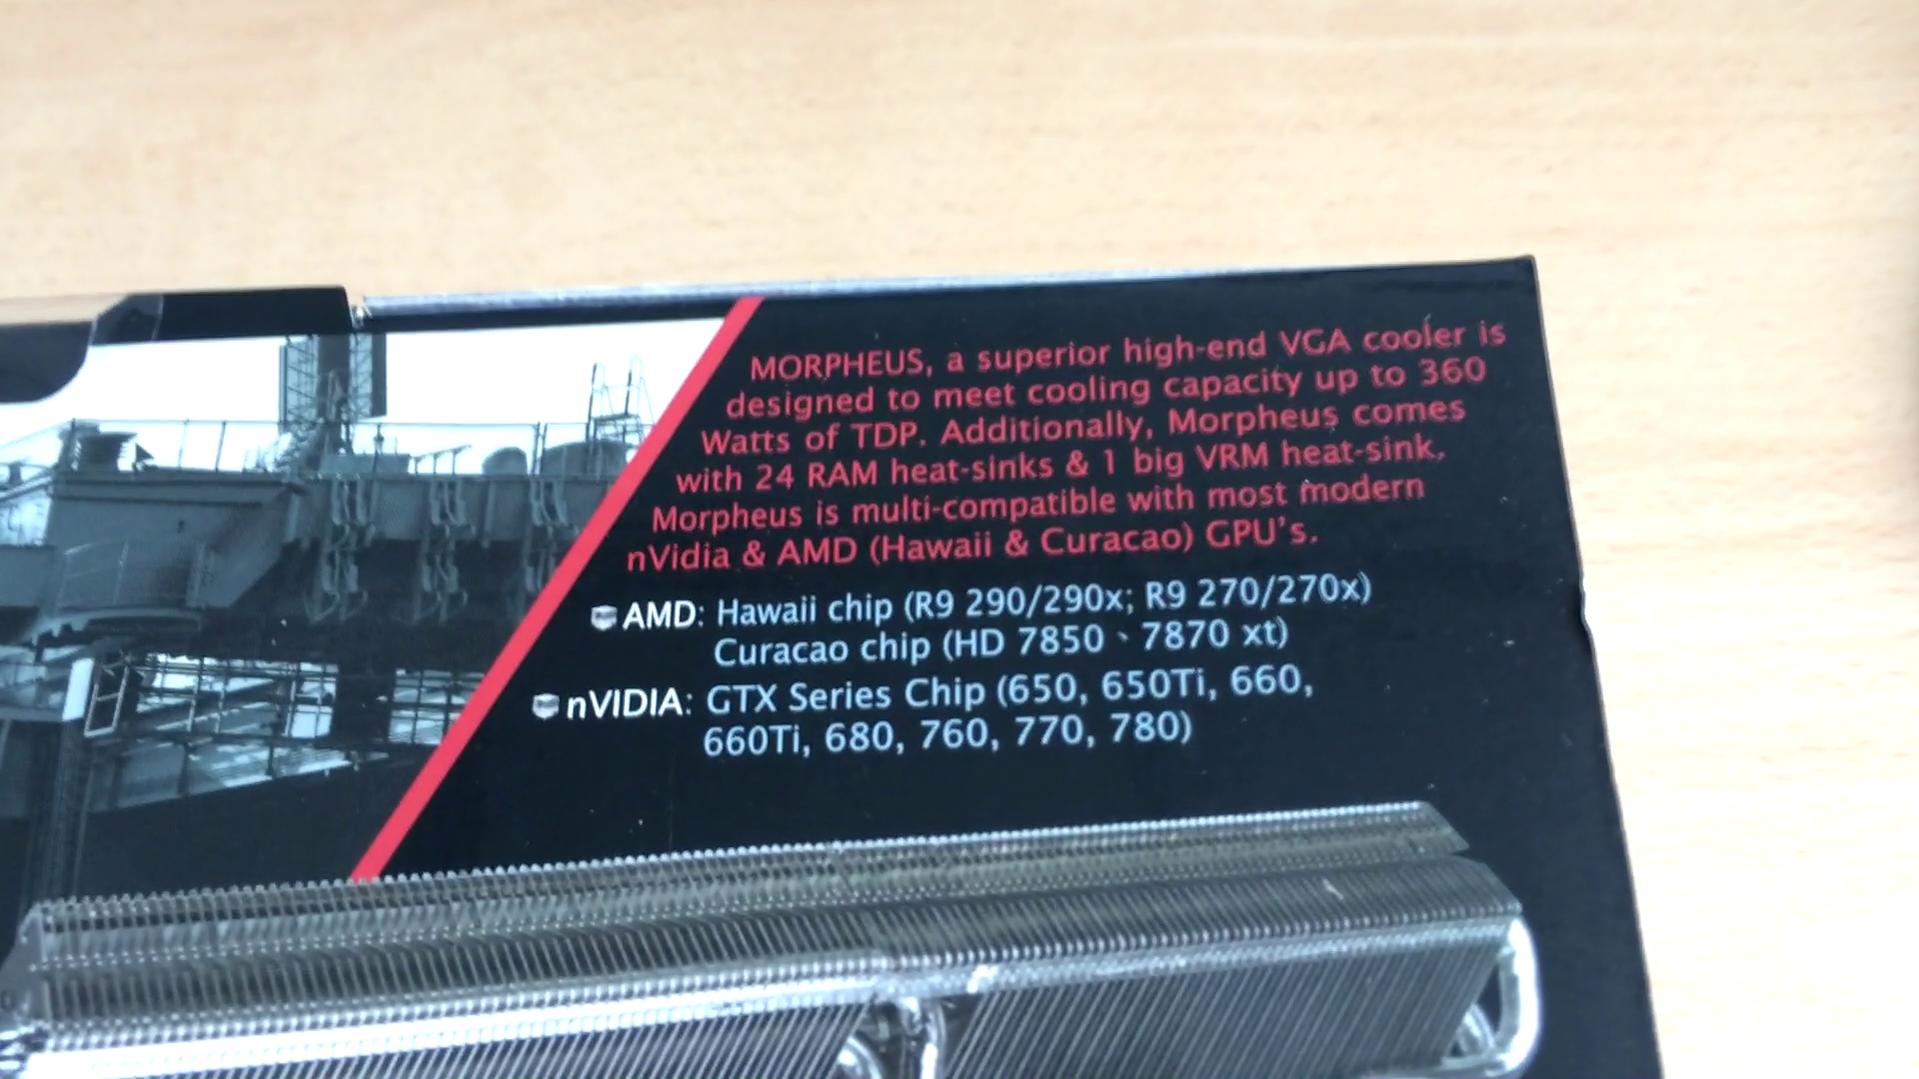 MORPHEUS, a superior high-end VGA cooler is
designed to meet cooling capacity up to 360
Watts of TDP. Additionally, Morpheus comes
with 24 RAM heat-sinks & 1 big VRM heat-sink,
Morpheus is multi-compatible with most modern
nVidia & AMD (Hawaii & Curacao) GPU's.
AMD: Hawaii chip (R9 290/290x; R9 270/270x)
Curacao chip (HD 7850、7870 xt)
nVIDIA: GTX Series Chip (650, 650Ti, 660,
660Ti, 680, 760, 770, 780)